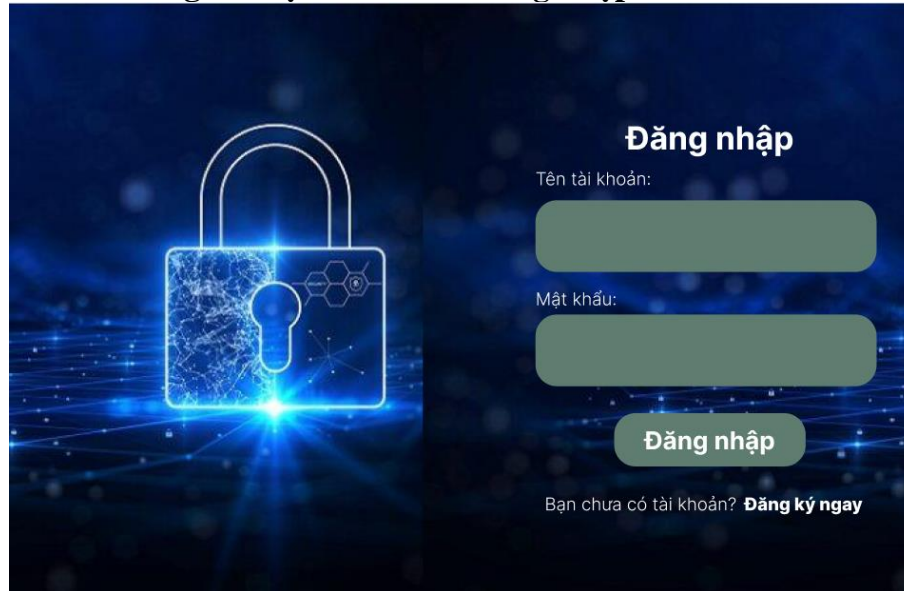 Đăng nhập
Tên tài khoản:
Mật khẩu:
Đăng nhập
Bạn chưa có tài khoản? Đăng ký ngay